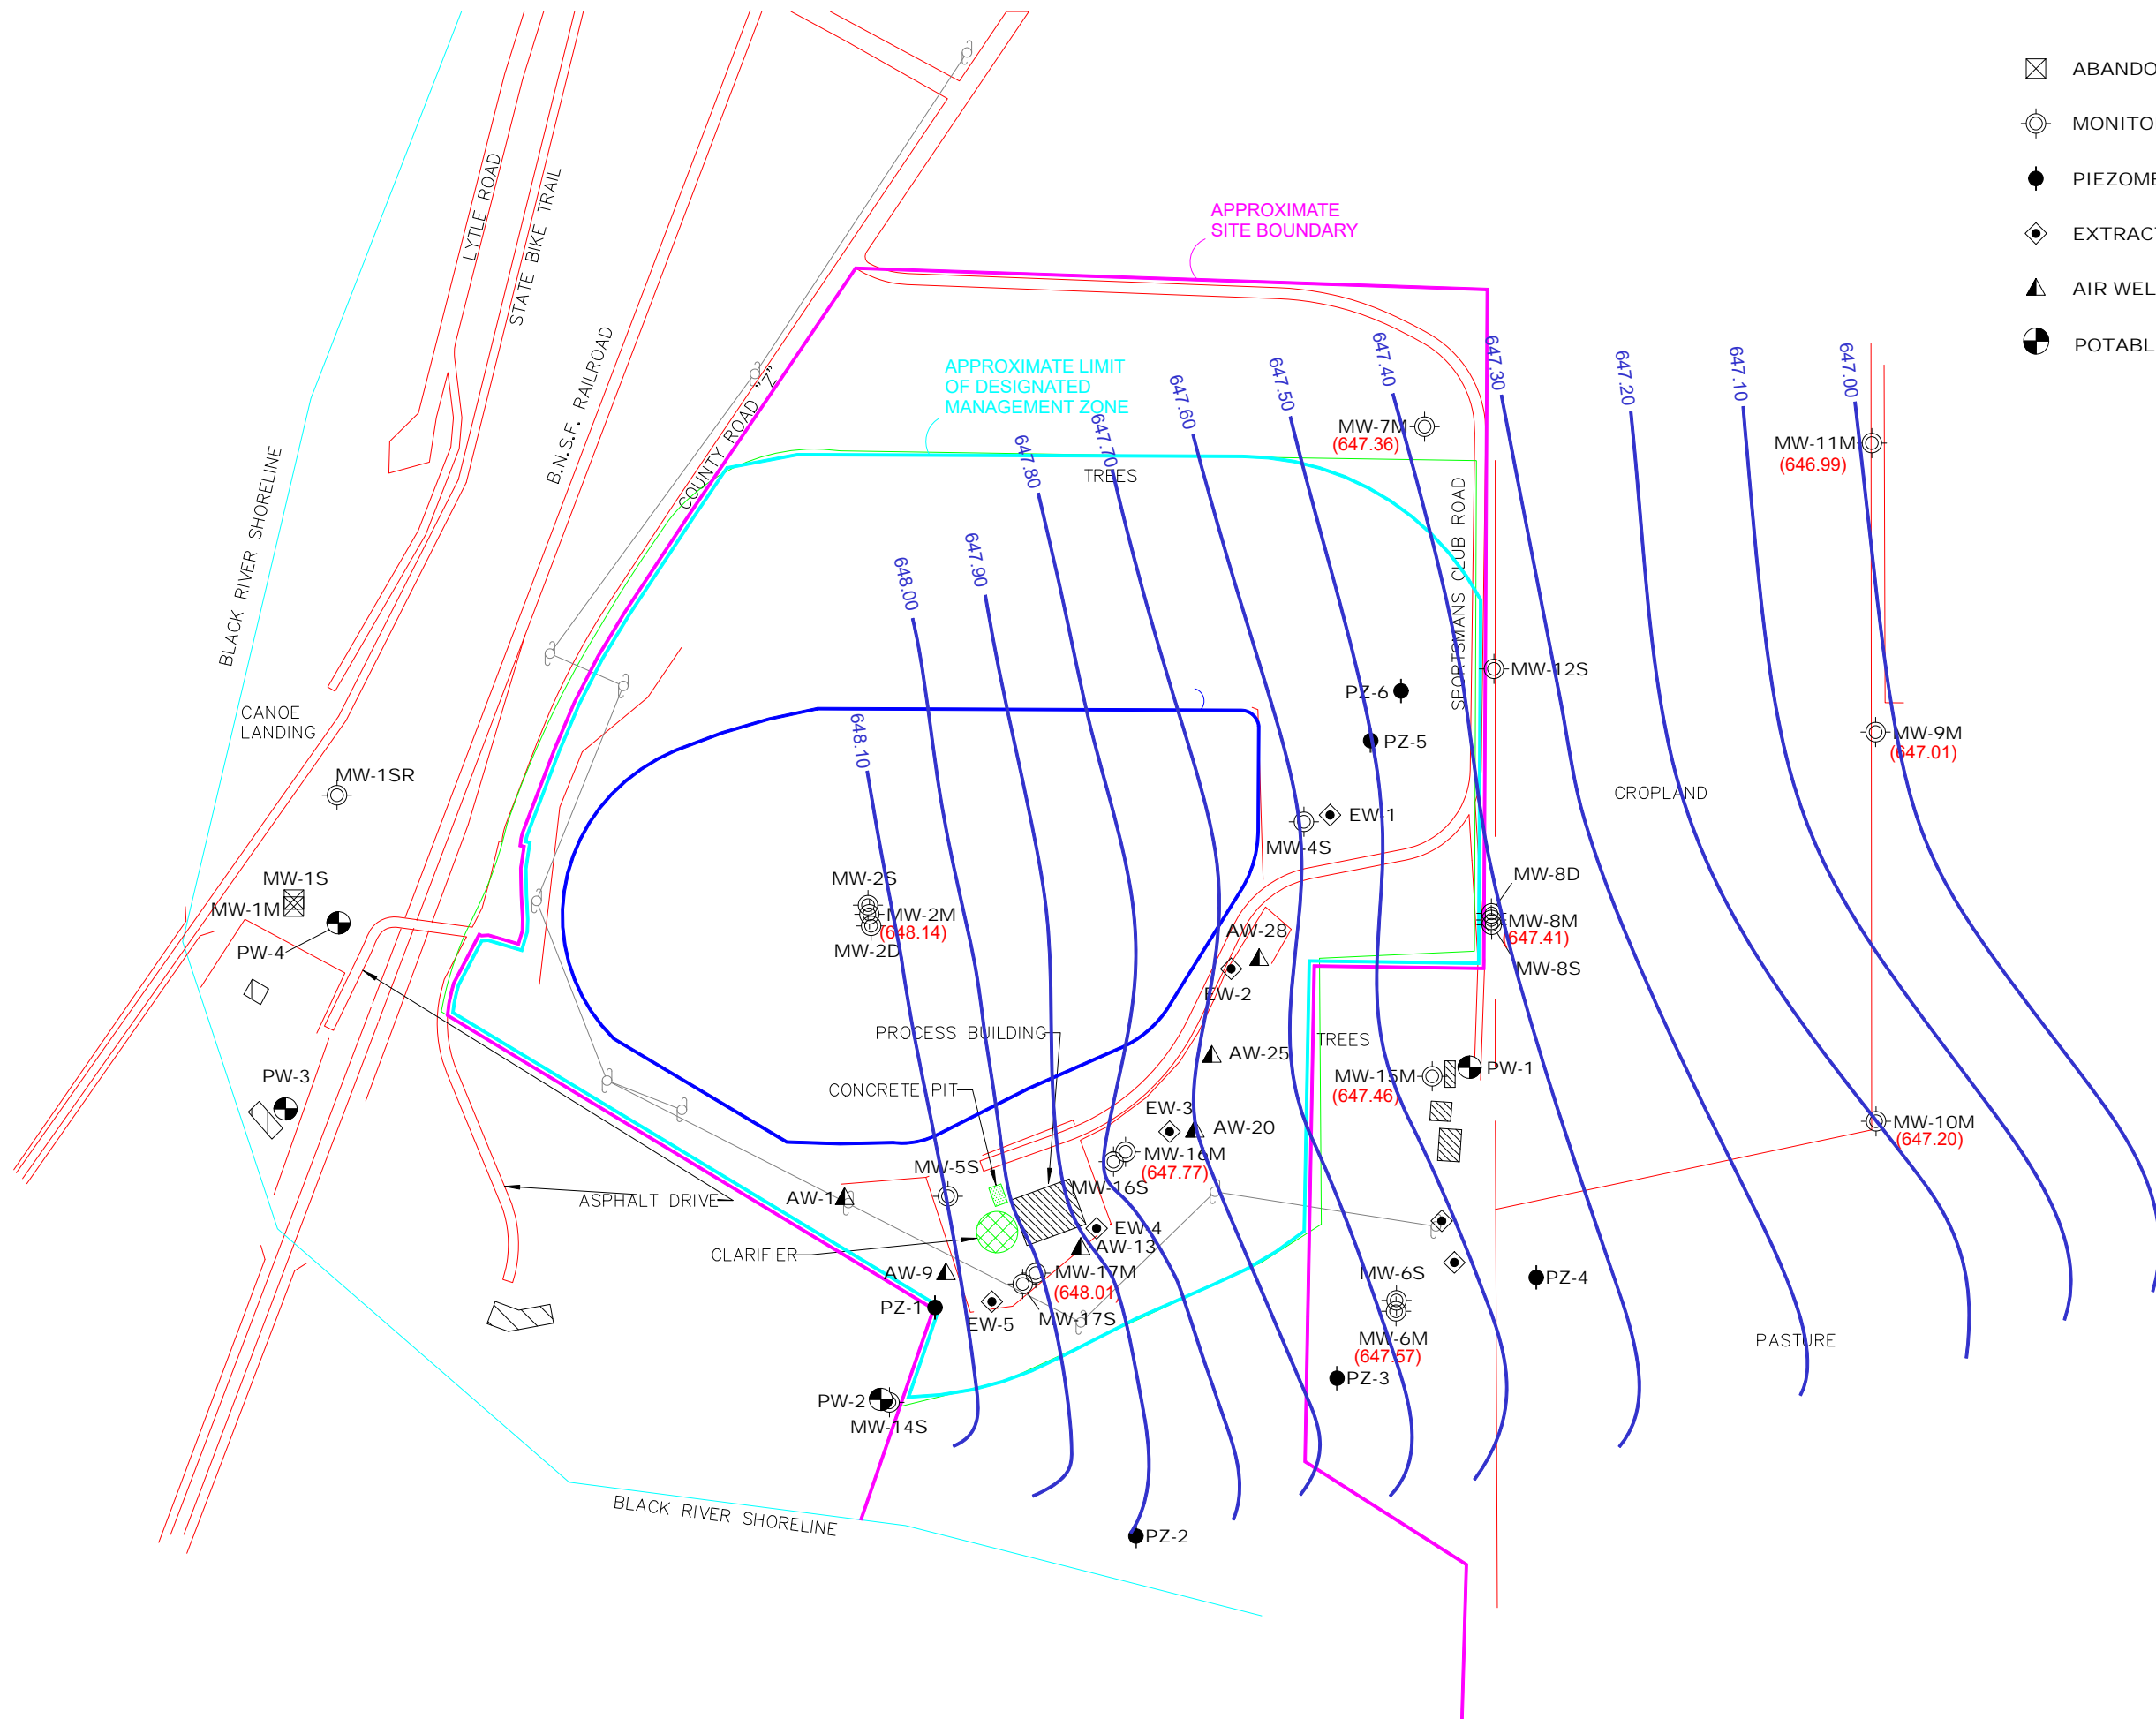 ABANDO
MONITO
PIEZOME
EXTRAC
AIR WEL
POTABL
LYTLE ROAD
STATE BIKE TRAIL
B.N.S.F. RAILROAD
COUNTY ROAD "Z"
BLACK RIVER SHORELINE
APPROXIMATE
SITE BOUNDARY
APPROXIMATE LIMIT
OF DESIGNATED
MANAGEMENT ZONE
TREES
648.10
648.00
647.90
647.80
647.70
647.60
647.50
647.40
647.30
647.20
647.10
647.00
MW-7M
(647.36)
MW-11M
(646.99)
SPORTSMANS CLUB ROAD
MW-12S
PZ-6
PZ-5
MW-9M
(647.01)
CANOE
LANDING
MW-1SR
CROPLAND
EW-1
MW-4S
MW-1S
MW-1M
PW-4
MW-2S
MW-2M
(648.14)
MW-2D
MW-8D
MW-8M
(647.41)
MW-8S
AW-28
EW-2
PROCESS BUILDING
TREES
AW-25
CONCRETE PIT
PW-3
MW-15M
(647.46)
PW-1
EW-3
AW-20
MW-10M
(647.20)
MW-16M
(647.77)
MW-16S
MW-5S
AW-1
ASPHALT DRIVE
EW-4
AW-13
CLARIFIER
AW-9
MW-17M
(648.01)
MW-17S
PZ-1
EW-5
MW-6S
MW-6M
(647.57)
PZ-4
PASTURE
PZ-3
PW-2
MW-14S
BLACK RIVER SHORELINE
PZ-2